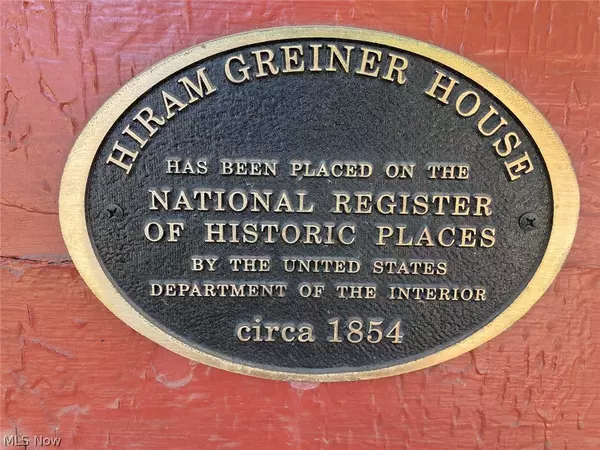 HIRAM GREINER HOUSE
HAS BEEN PLACED ON THE
NATIONAL REGISTER
OF HISTORIC PLACES
BY THE UNITED STATES
DEPARTMENT OF THE INTERIOR
circa 1854
MLS Now